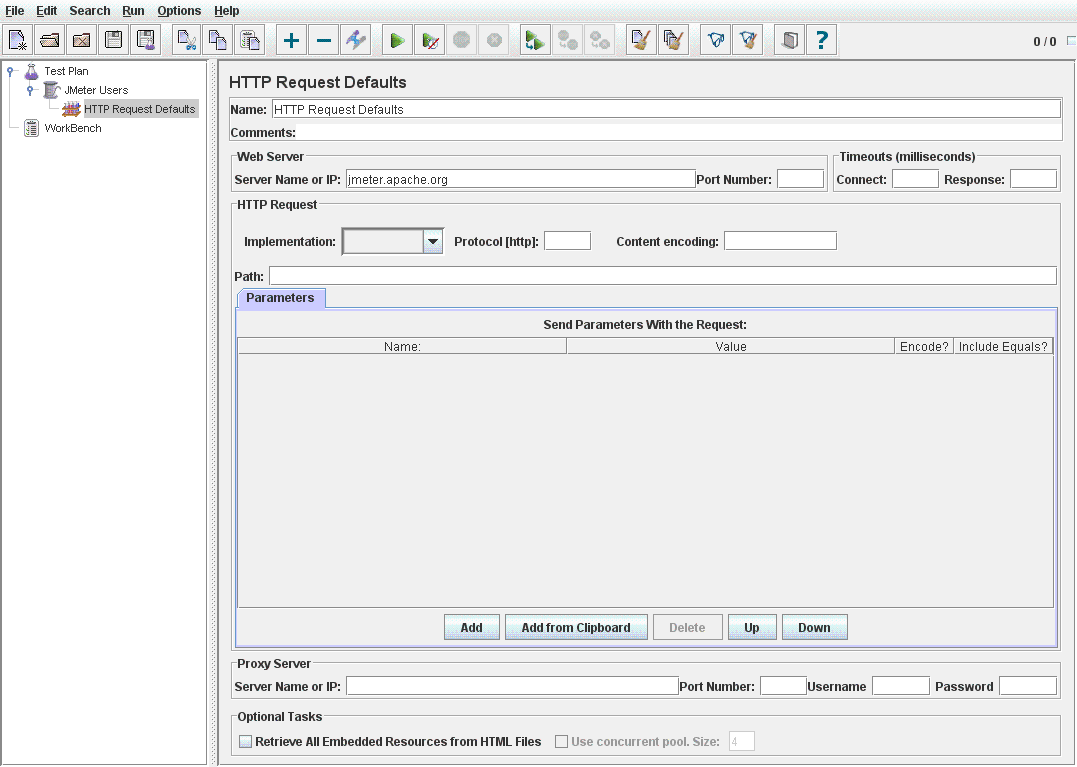 File Edit Search Run Options Help
0 / 0
Test Plan
JMeter Users
HTTP Request Defaults
WorkBench
HTTP Request Defaults
Name: HTTP Request Defaults
Comments:
Web Server
Server Name or IP: jmeter.apache.org Port Number:
Timeouts (milliseconds)
Connect: Response:
HTTP Request
Implementation: Protocol [http]: Content encoding:
Path:
Parameters
Send Parameters With the Request:
Name: Value Encode? Include Equals?
Add Add from Clipboard Delete Up Down
Proxy Server
Server Name or IP: Port Number: Username Password
Optional Tasks
Retrieve All Embedded Resources from HTML Files Use concurrent pool. Size: 4